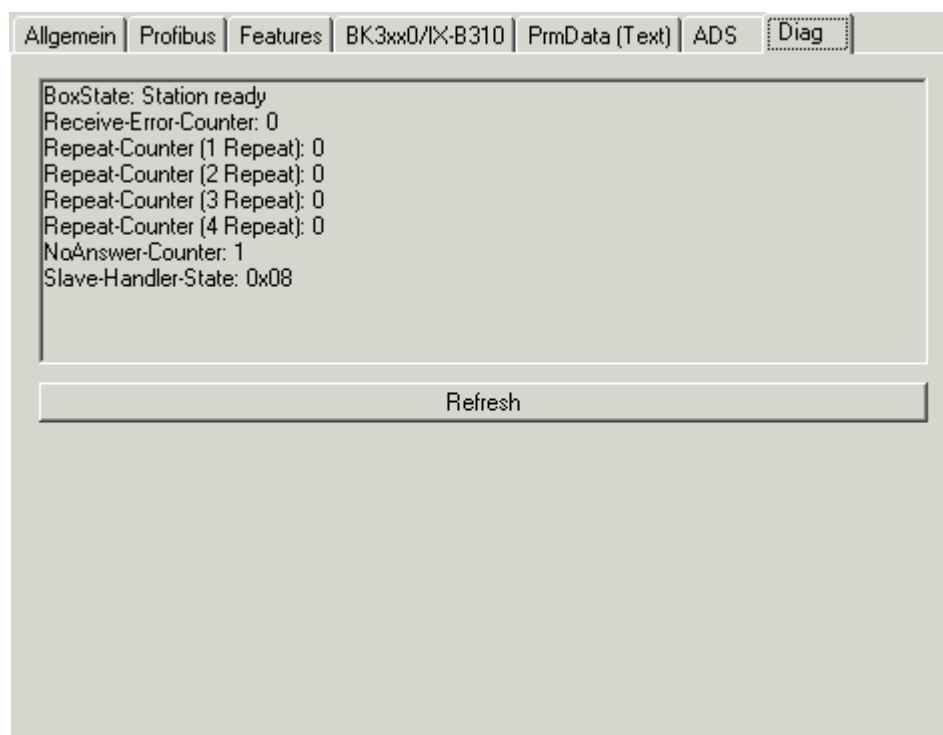 Allgemein Profibus Features BK3xx0/IX-B310 PrmData (Text) ADS Diag
BoxState: Station ready
Receive-Error-Counter: 0
Repeat-Counter (1 Repeat): 0
Repeat-Counter (2 Repeat): 0
Repeat-Counter (3 Repeat): 0
Repeat-Counter (4 Repeat): 0
NoAnswer-Counter: 1
Slave-Handler-State: 0x08
Refresh